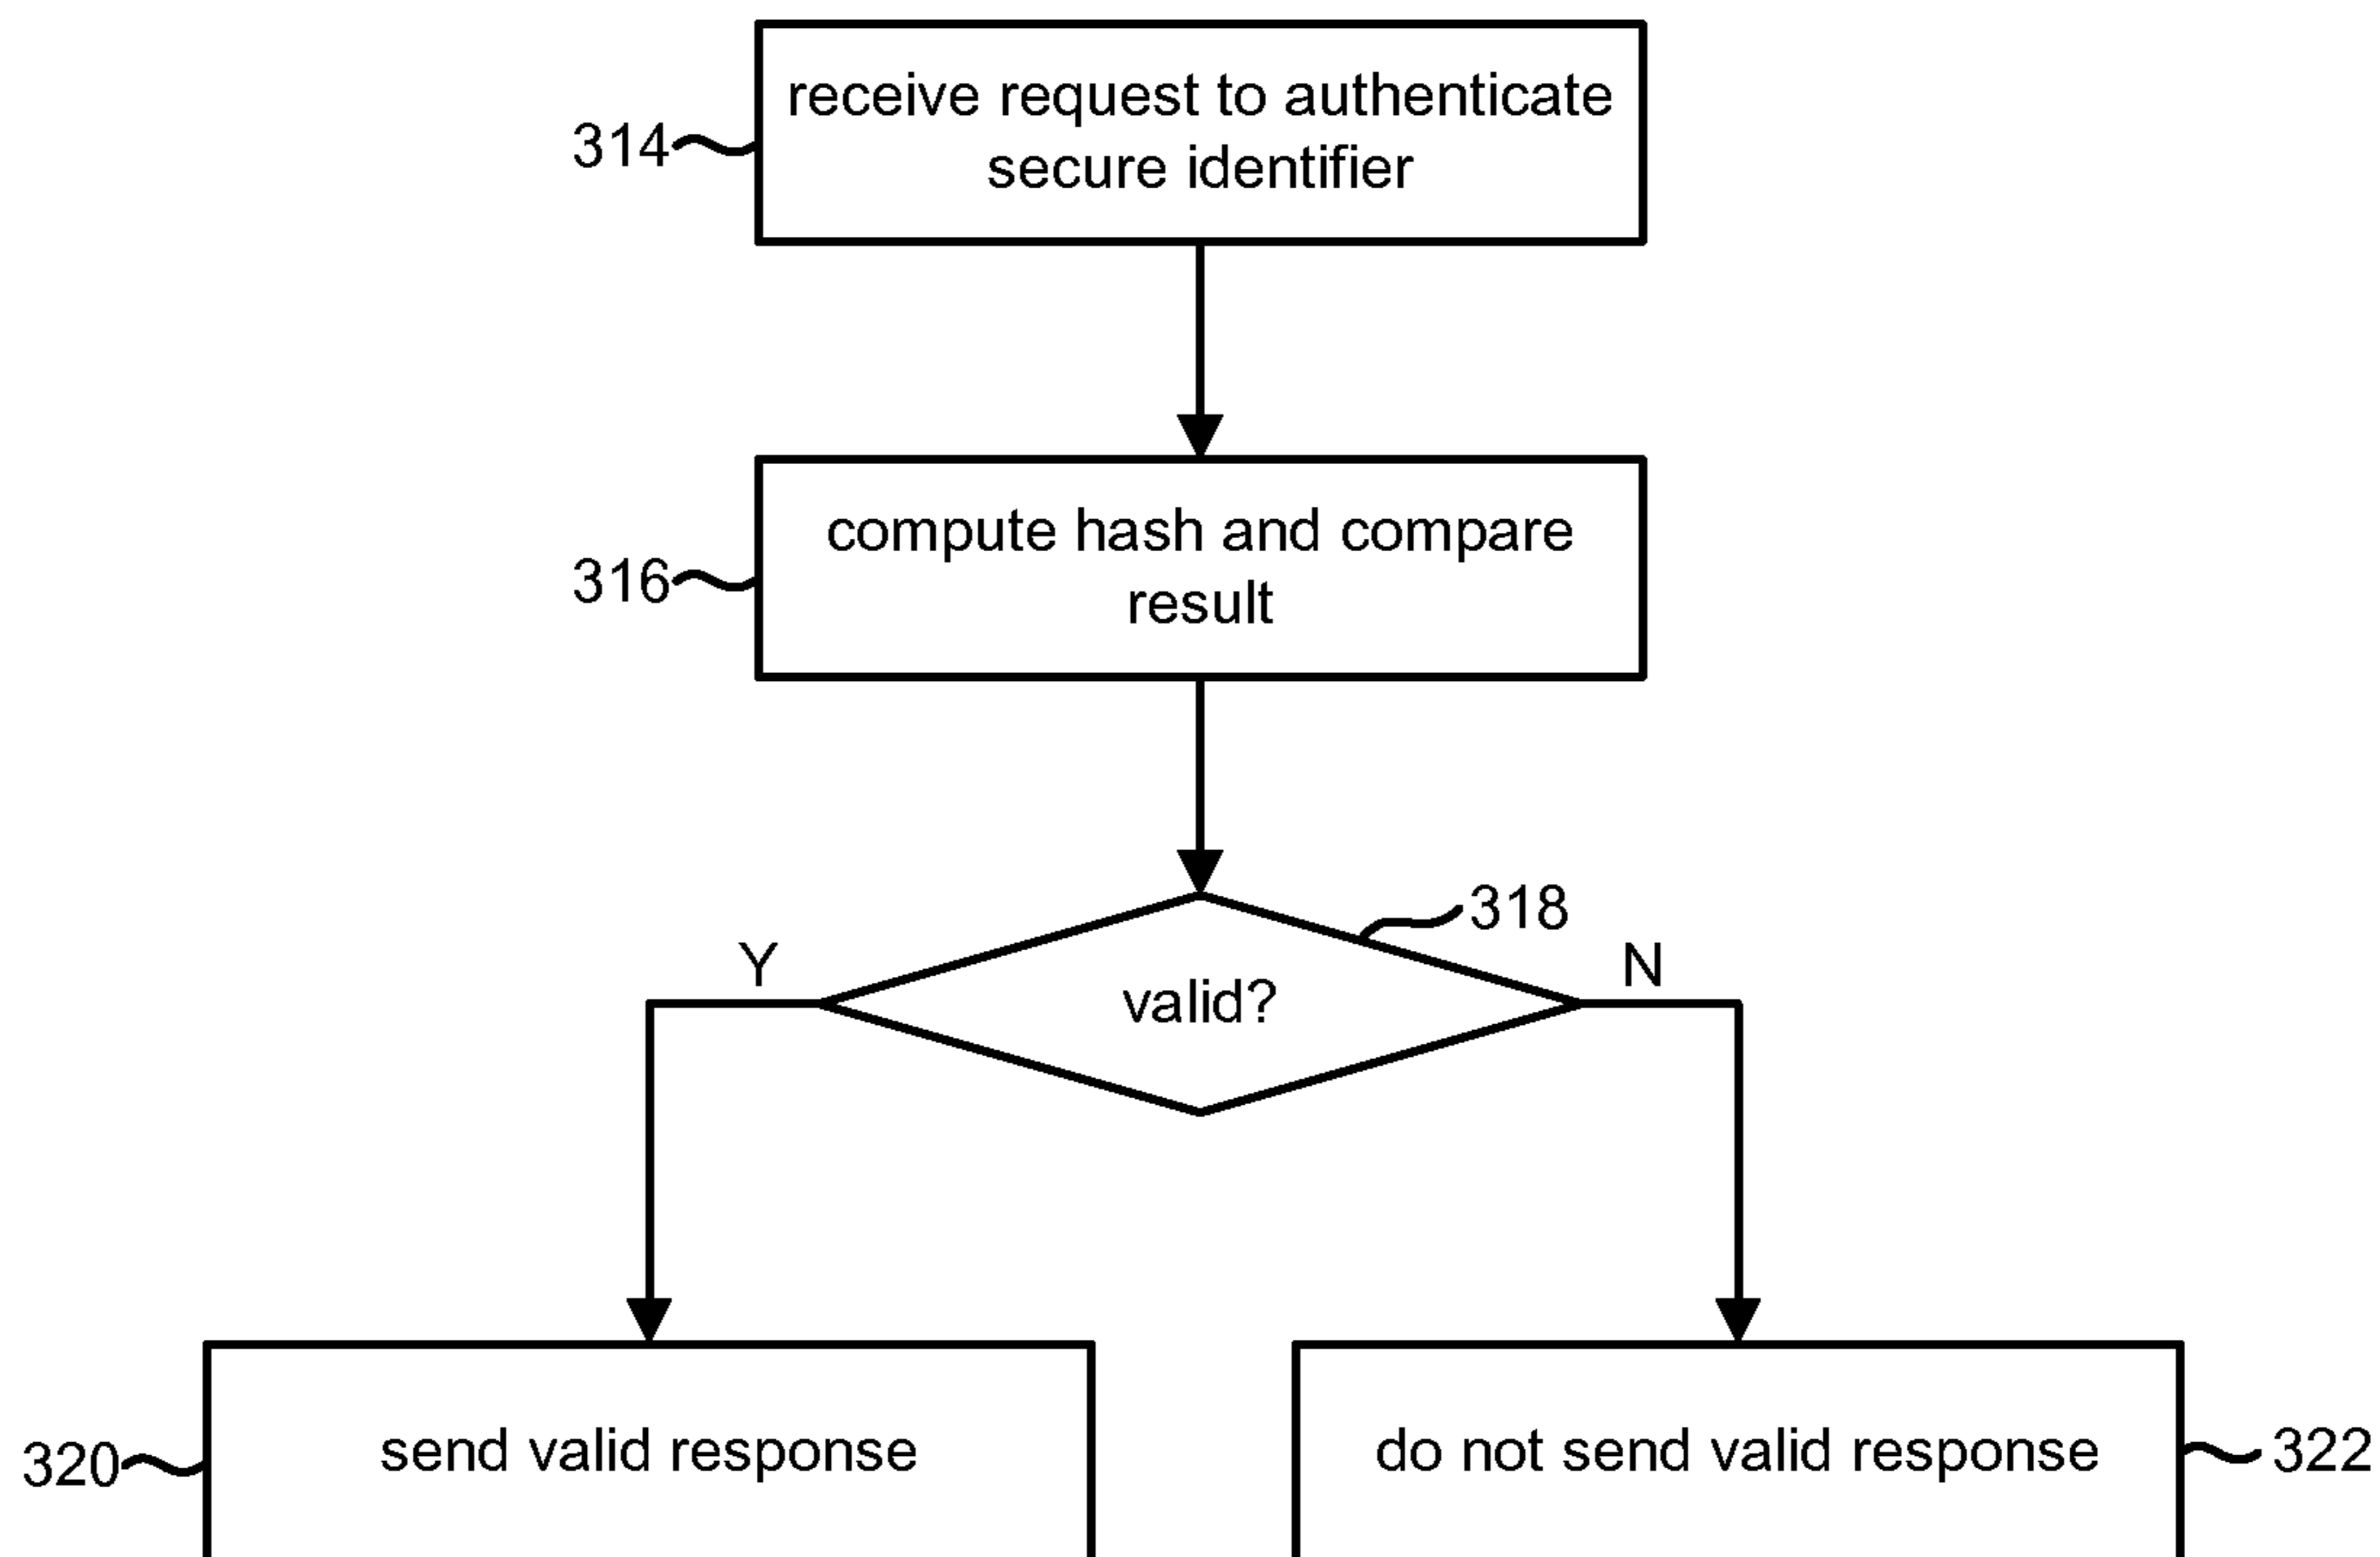 receive request to authenticate
secure identifier
314
compute hash and compare
result
316
318
Y
N
valid?
320
send valid response
do not send valid response
322